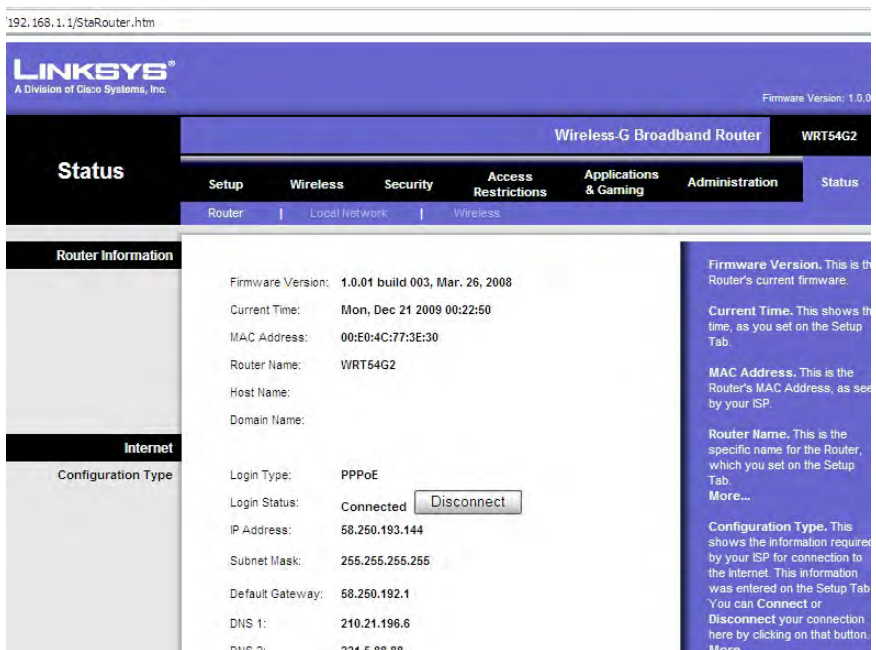 192.168.1.1/StaRouter.htm
LINKSYS®
A Division of Cisco Systems, Inc.
Firmware Version: 1.0.0
Wireless-G Broadband Router WRT54G2
Status
Setup Wireless Security Access Restrictions Applications & Gaming Administration Status
Router | Local Network | Wireless
Router Information
Firmware Version: 1.0.01 build 003, Mar. 26, 2008
Current Time: Mon, Dec 21 2009 00:22:50
MAC Address: 00:E0:4C:77:3E:30
Router Name: WRT54G2
Host Name:
Domain Name:
Internet
Configuration Type
Login Type: PPPoE
Login Status: Connected Disconnect
IP Address: 58.250.193.144
Subnet Mask: 255.255.255.255
Default Gateway: 58.250.192.1
DNS 1: 210.21.196.6
Firmware Version. This is th
Router's current firmware.
Current Time. This shows th
time, as you set on the Setup
Tab.
MAC Address. This is the
Router's MAC Address, as see
by your ISP.
Router Name. This is the
specific name for the Router,
which you set on the Setup
Tab.
More...
Configuration Type. This
shows the information required
by your ISP for connection to
the Internet. This information
was entered on the Setup Tab
You can Connect or
Disconnect your connection
here by clicking on that button.